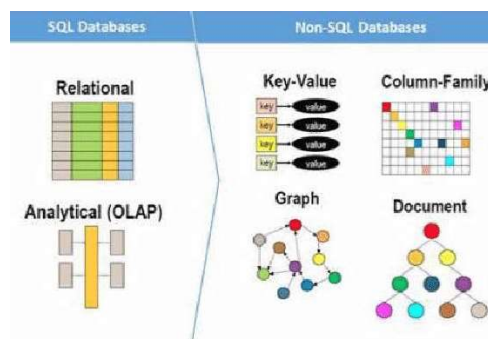 SQL Databases
Non-SQL Databases
Relational
Analytical (OLAP)
Key-Value
key value
key value
key value
key value
Column-Family
Graph
Document